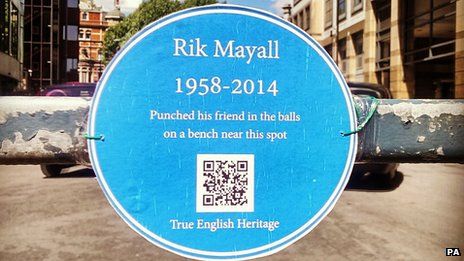 Rik Mayall
1958-2014
Punched his friend in the balls
on a bench near this spot
True English Heritage
PA